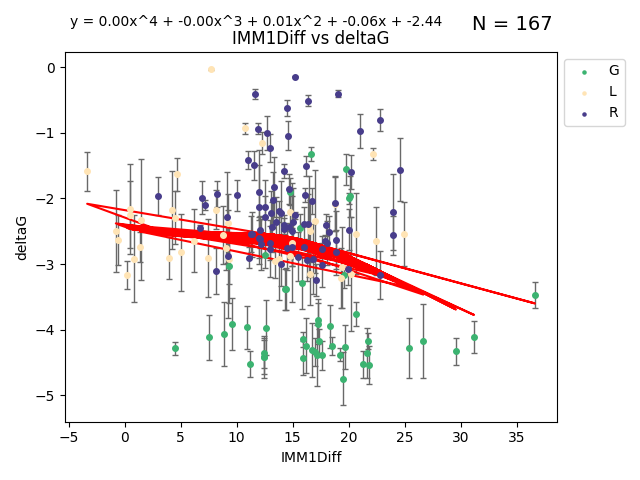 y = 0.00x^4 + -0.00x^3 + 0.01x^2 + -0.06x + -2.44
N = 167
IMM1Diff vs deltaG
G
L
R
deltaG
0
−1
−2
−3
−4
−5
−5 0 5 10 15 20 25 30 35
IMM1Diff